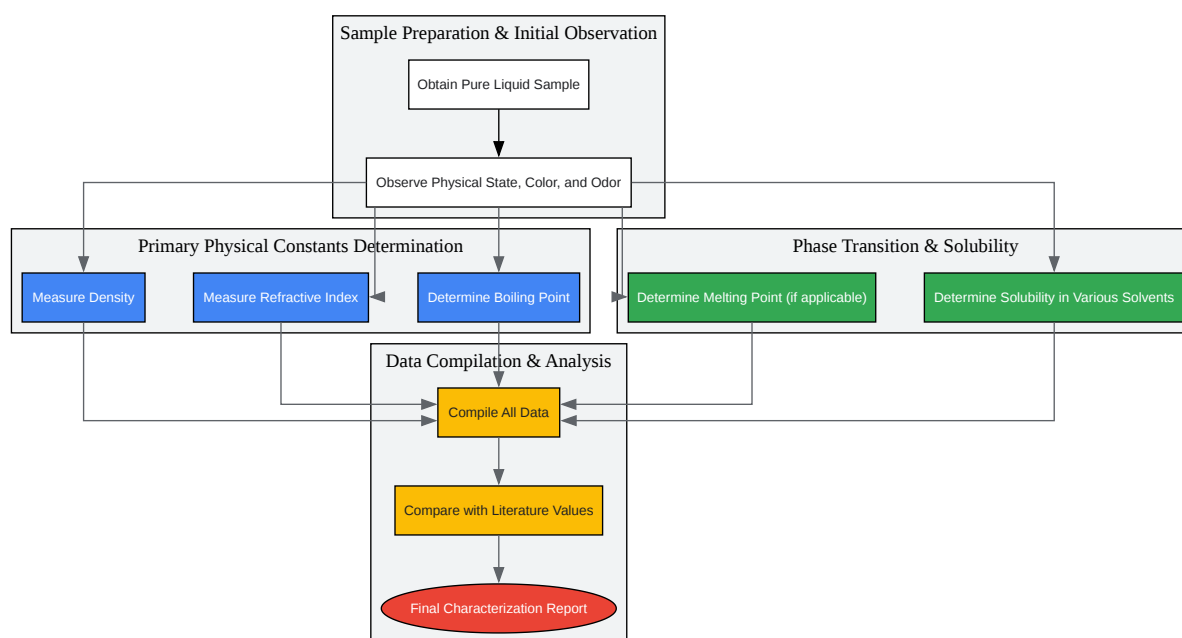 Sample Preparation & Initial Observation
Obtain Pure Liquid Sample
Observe Physical State, Color, and Odor
Primary Physical Constants Determination
Phase Transition & Solubility
Measure Density
Measure Refractive Index
Determine Boiling Point
Determine Melting Point (if applicable)
Determine Solubility in Various Solvents
Data Compilation & Analysis
Compile All Data
Compare with Literature Values
Final Characterization Report